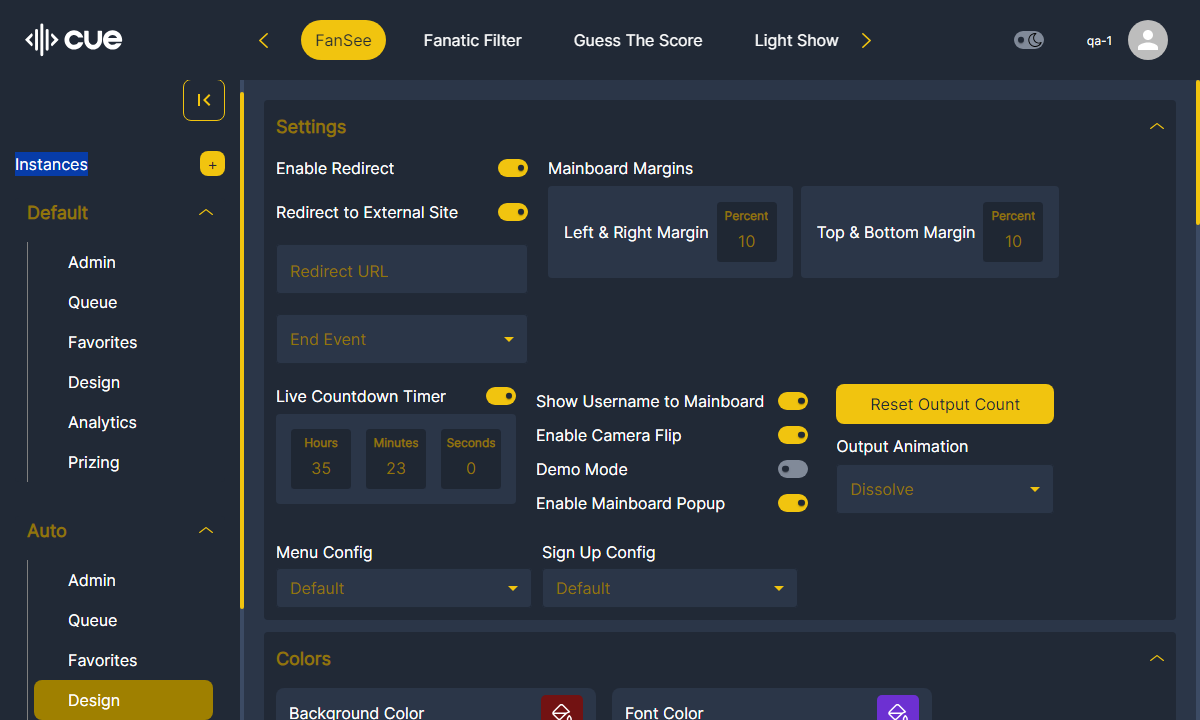 cue
FanSee
Fanatic Filter
Guess The Score
Light Show
qa-1
Instances
+
Default
Admin
Queue
Favorites
Design
Analytics
Prizing
Auto
Admin
Queue
Favorites
Design
Settings
Enable Redirect
Redirect to External Site
Redirect URL
End Event
Mainboard Margins
Left & Right Margin
Percent
10
Top & Bottom Margin
Percent
10
Live Countdown Timer
Hours
35
Minutes
23
Seconds
0
Show Username to Mainboard
Enable Camera Flip
Demo Mode
Enable Mainboard Popup
Reset Output Count
Output Animation
Dissolve
Menu Config
Default
Sign Up Config
Default
Colors
Background Color
Font Color